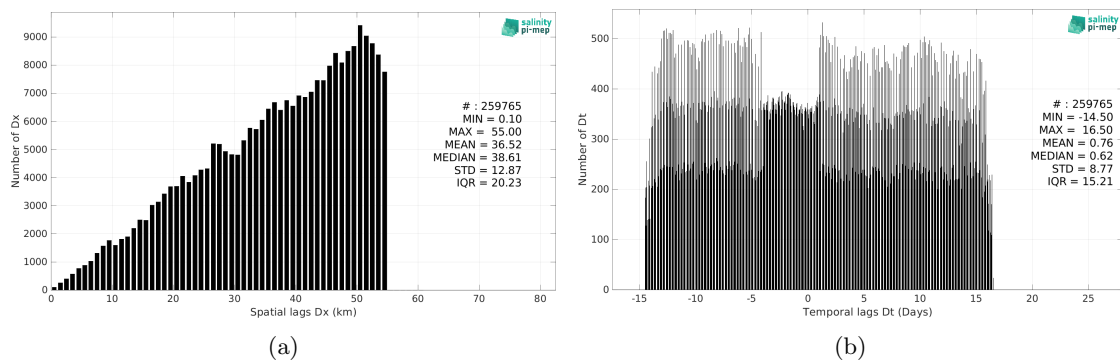 salinity
pi-mep
9000
8000
7000
6000
5000
4000
3000
2000
1000
0
Number of Dx
# : 259765
MIN = 0.10
MAX = 55.00
MEAN = 36.52
MEDIAN = 38.61
STD = 12.87
IQR = 20.23
0 10 20 30 40 50 60 70 80
Spatial lags Dx (km)
(a)
salinity
pi-mep
500
400
300
200
100
0
Number of Dt
# : 259765
MIN = -14.50
MAX = 16.50
MEAN = 0.76
MEDIAN = 0.62
STD = 8.77
IQR = 15.21
-15 -10 -5 0 5 10 15 20 25
Temporal lags Dt (Days)
(b)